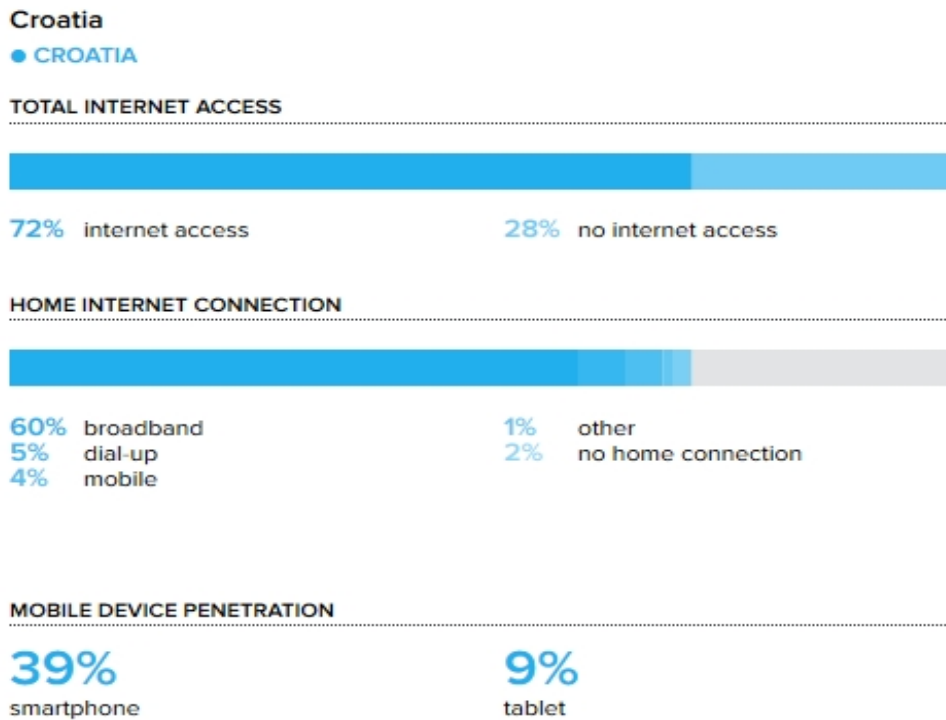 Croatia
● CROATIA
TOTAL INTERNET ACCESS
72% internet access 28% no internet access
HOME INTERNET CONNECTION
60% broadband 1% other
5% dial-up 2% no home connection
4% mobile
MOBILE DEVICE PENETRATION
39% 9%
smartphone tablet